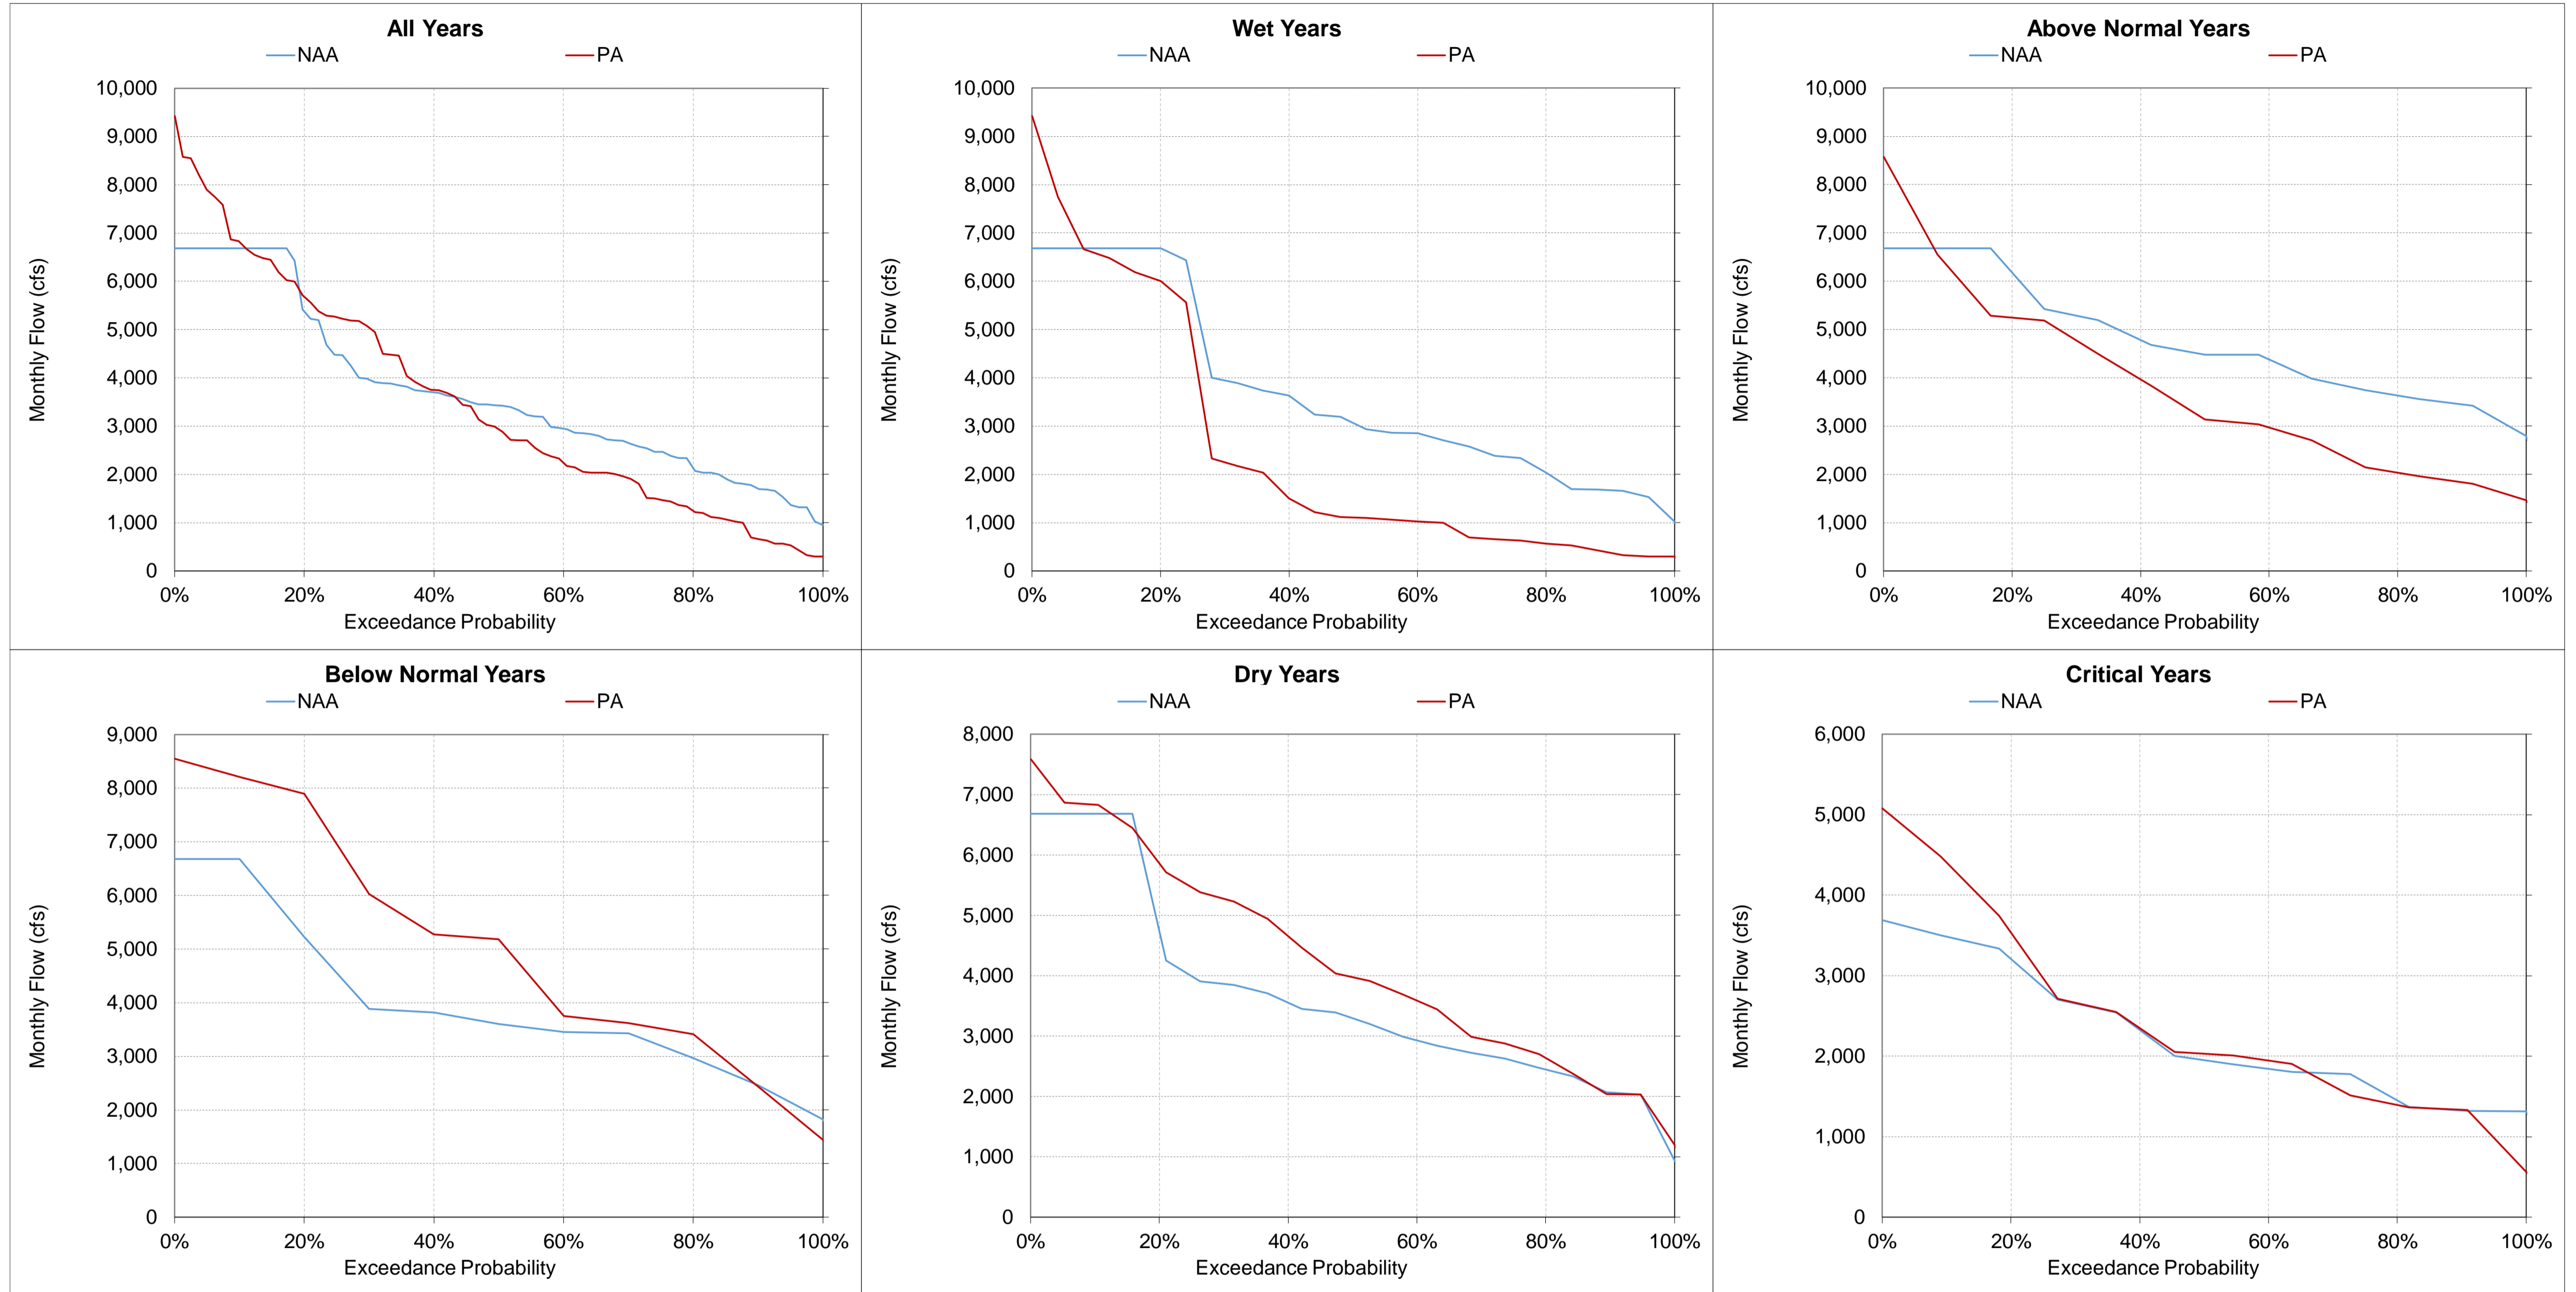 All Years
NAA PA
10,000
9,000
8,000
7,000
6,000
5,000
4,000
3,000
2,000
1,000
0
0% 20% 40% 60% 80% 100%
Monthly Flow (cfs)
Exceedance Probability
Wet Years
NAA PA
10,000
9,000
8,000
7,000
6,000
5,000
4,000
3,000
2,000
1,000
0
0% 20% 40% 60% 80% 100%
Monthly Flow (cfs)
Exceedance Probability
Above Normal Years
NAA PA
10,000
9,000
8,000
7,000
6,000
5,000
4,000
3,000
2,000
1,000
0
0% 20% 40% 60% 80% 100%
Monthly Flow (cfs)
Exceedance Probability
Below Normal Years
NAA PA
9,000
8,000
7,000
6,000
5,000
4,000
3,000
2,000
1,000
0
0% 20% 40% 60% 80% 100%
Monthly Flow (cfs)
Exceedance Probability
Dry Years
NAA PA
8,000
7,000
6,000
5,000
4,000
3,000
2,000
1,000
0
0% 20% 40% 60% 80% 100%
Monthly Flow (cfs)
Exceedance Probability
Critical Years
NAA PA
6,000
5,000
4,000
3,000
2,000
1,000
0
0% 20% 40% 60% 80% 100%
Monthly Flow (cfs)
Exceedance Probability